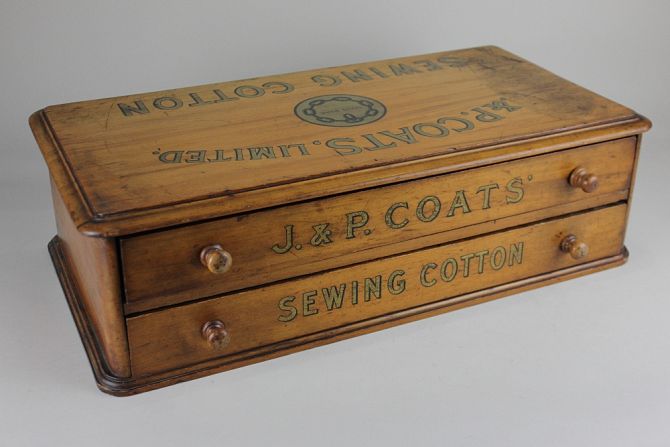 J. & P. COATS, LIMITED.
SEWING COTTON
J. & P. COATS'
SEWING COTTON